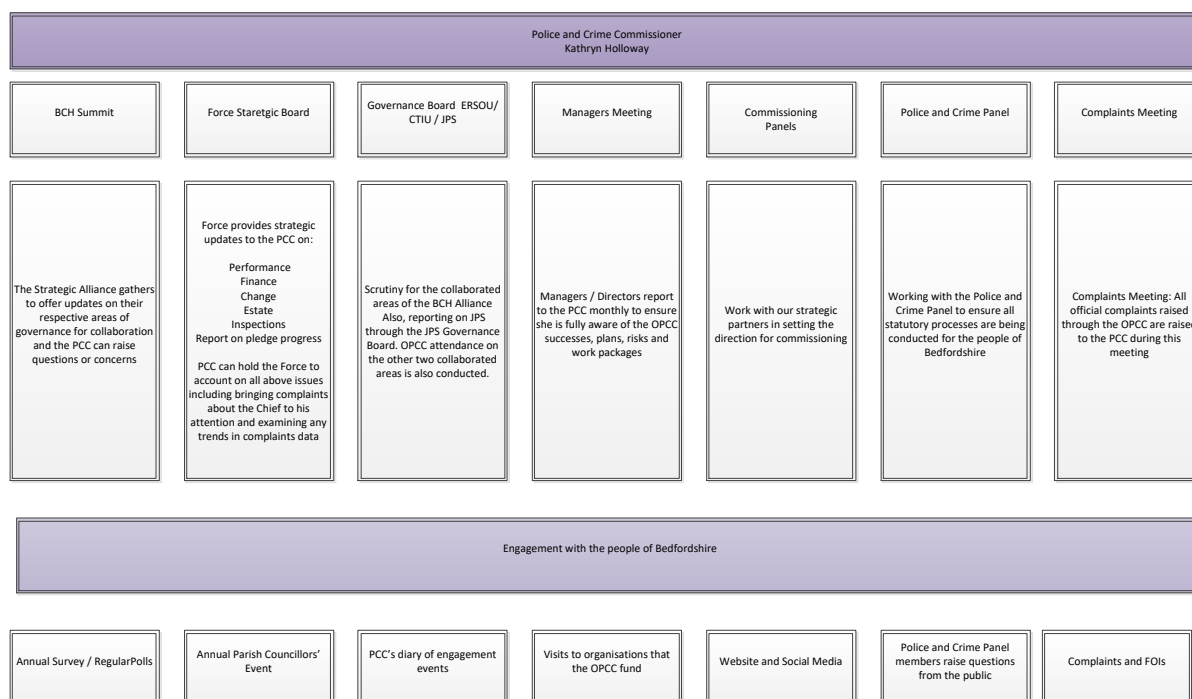 Police and Crime Commissioner
Kathryn Holloway
BCH Summit
Force Staretgic Board
Governance Board  ERSOU/
CTIU / JPS
Managers Meeting
Commissioning
Panels
Police and Crime Panel
Complaints Meeting
The Strategic Alliance gathers
to offer updates on their
respective areas of
governance for collaboration
and the PCC can raise
questions or concerns
Force provides strategic
updates to the PCC on:
Performance
Finance
Change
Estate
Inspections
Report on pledge progress
PCC can hold the Force to
account on all above issues
including bringing complaints
about the Chief to his
attention and examining any
trends in complaints data
Scrutiny for the collaborated
areas of the BCH Alliance
Also, reporting on JPS
through the JPS Governance
Board. OPCC attendance on
the other two collaborated
areas is also conducted.
Managers / Directors report
to the PCC monthly to ensure
she is fully aware of the OPCC
successes, plans, risks and
work packages
Work with our strategic
partners in setting the
direction for commissioning
Working with the Police and
Crime Panel to ensure all
statutory processes are being
conducted for the people of
Bedfordshire
Complaints Meeting: All
official complaints raised
through the OPCC are raised
to the PCC during this
meeting
Engagement with the people of Bedfordshire
Annual Survey / RegularPolls
Annual Parish Councillors’
Event
PCC’s diary of engagement
events
Visits to organisations that
the OPCC fund
Website and Social Media
Police and Crime Panel
members raise questions
from the public
Complaints and FOIs